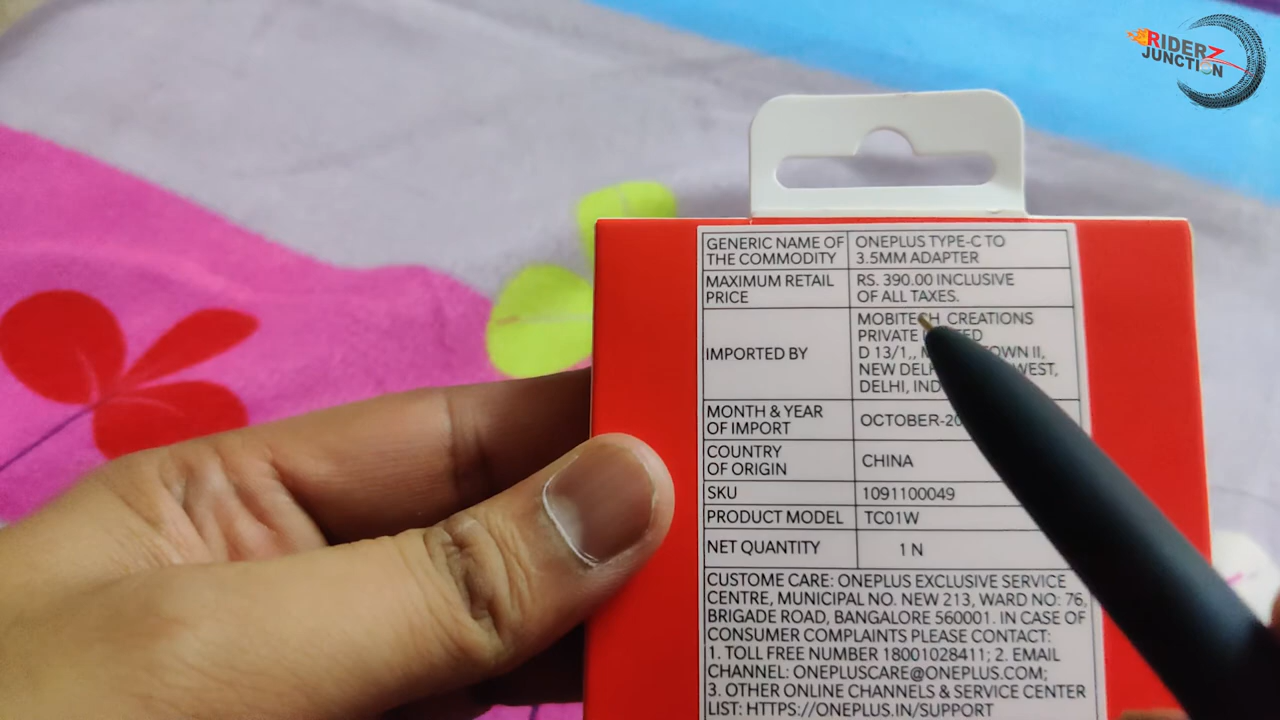 RIDERZ
JUNCTION
GENERIC NAME OF THE COMMODITY
ONEPLUS TYPE-C TO
3.5MM ADAPTER
MAXIMUM RETAIL PRICE
RS. 390.00 INCLUSIVE
OF ALL TAXES.
IMPORTED BY
MOBITECH CREATIONS
PRIVATE
D 13/1,, TOWN II,
NEW WEST,
DELHI,
MONTH & YEAR
OF IMPORT
OCTOBER-20
COUNTRY
OF ORIGIN
CHINA
SKU
1091100049
PRODUCT MODEL
TC01W
NET QUANTITY
1 N
CUSTOME CARE: ONEPLUS EXCLUSIVE SERVICE
CENTRE, MUNICIPAL NO. NEW 213, WARD NO: 76,
BRIGADE ROAD, BANGALORE 560001. IN CASE OF
CONSUMER COMPLAINTS PLEASE CONTACT:
1. TOLL FREE NUMBER 18001028411; 2. EMAIL
CHANNEL: ONEPLUSCARE@ONEPLUS.COM;
3. OTHER ONLINE CHANNELS & SERVICE CENTER
LIST: HTTPS://ONEPLUS.IN/SUPPORT